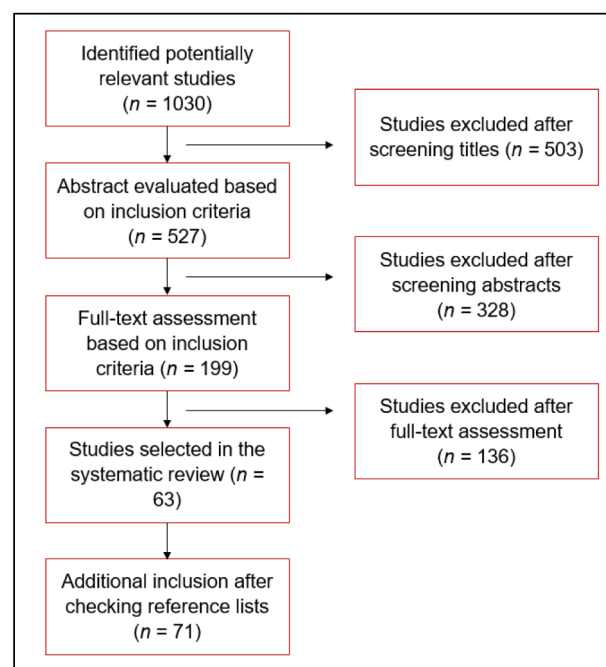 Identified potentially
relevant studies
(n = 1030)
Studies excluded after
screening titles (n = 503)
Abstract evaluated based
on inclusion criteria
(n = 527)
Studies excluded after
screening abstracts
(n = 328)
Full-text assessment
based on inclusion
criteria (n = 199)
Studies excluded after
full-text assessment
(n = 136)
Studies selected in the
systematic review (n =
63)
Additional inclusion after
checking reference lists
(n = 71)